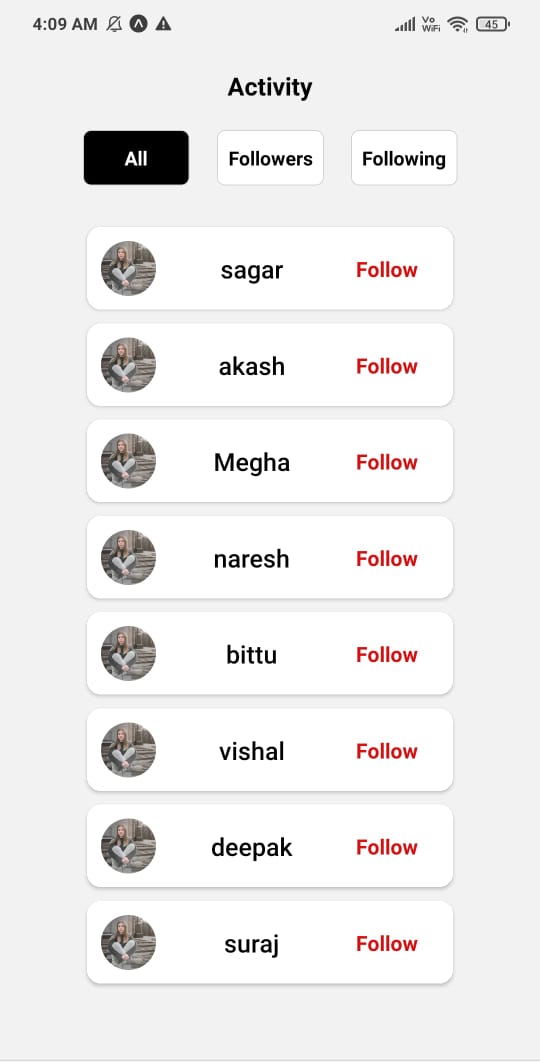 4:09 AM Vo WiFi 45
Activity
All Followers Following
sagar Follow
akash Follow
Megha Follow
naresh Follow
bittu Follow
vishal Follow
deepak Follow
suraj Follow